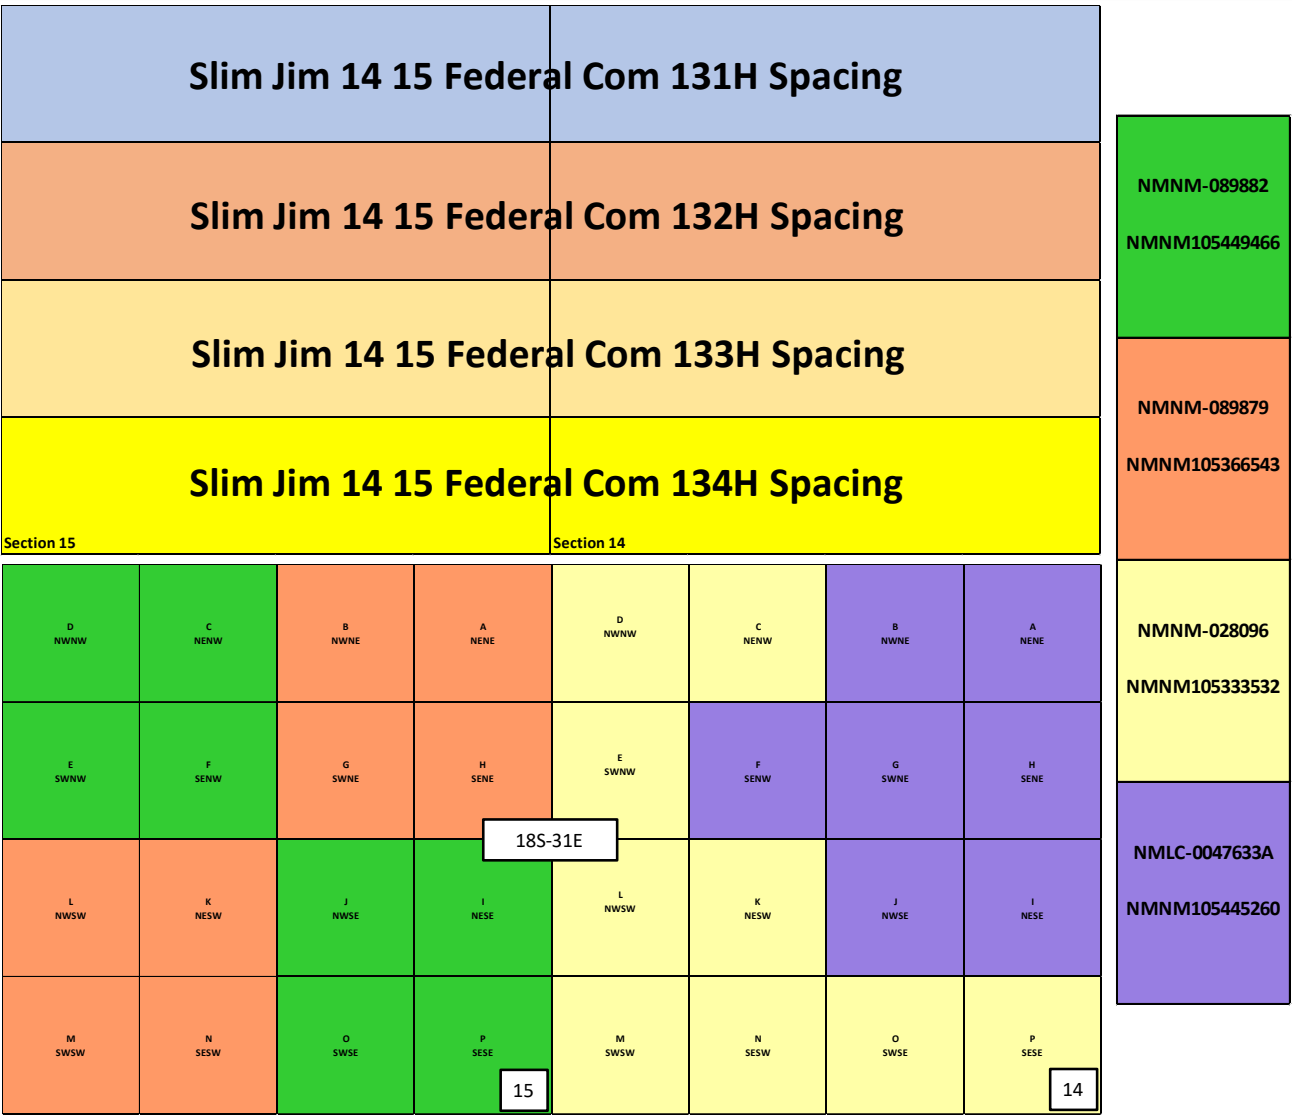 Slim Jim 14 15 Federal Com 131H Spacing
Slim Jim 14 15 Federal Com 132H Spacing
Slim Jim 14 15 Federal Com 133H Spacing
Slim Jim 14 15 Federal Com 134H Spacing
Section 15
Section 14
D
NWNW
C
NENW
B
NWNE
A
NENE
D
NWNW
C
NENW
B
NWNE
A
NENE
E
SWNW
F
SENW
G
SWNE
H
SENE
E
SWNW
F
SENW
G
SWNE
H
SENE
18S-31E
L
NWSW
K
NESW
J
NWSE
I
NESE
L
NWSW
K
NESW
J
NWSE
I
NESE
M
SWSW
N
SESW
O
SWSE
P
SESE
15
M
SWSW
N
SESW
O
SWSE
P
SESE
14
NMNM-089882
NMNM105449466
NMNM-089879
NMNM105366543
NMNM-028096
NMNM105333532
NMLC-0047633A
NMNM105445260